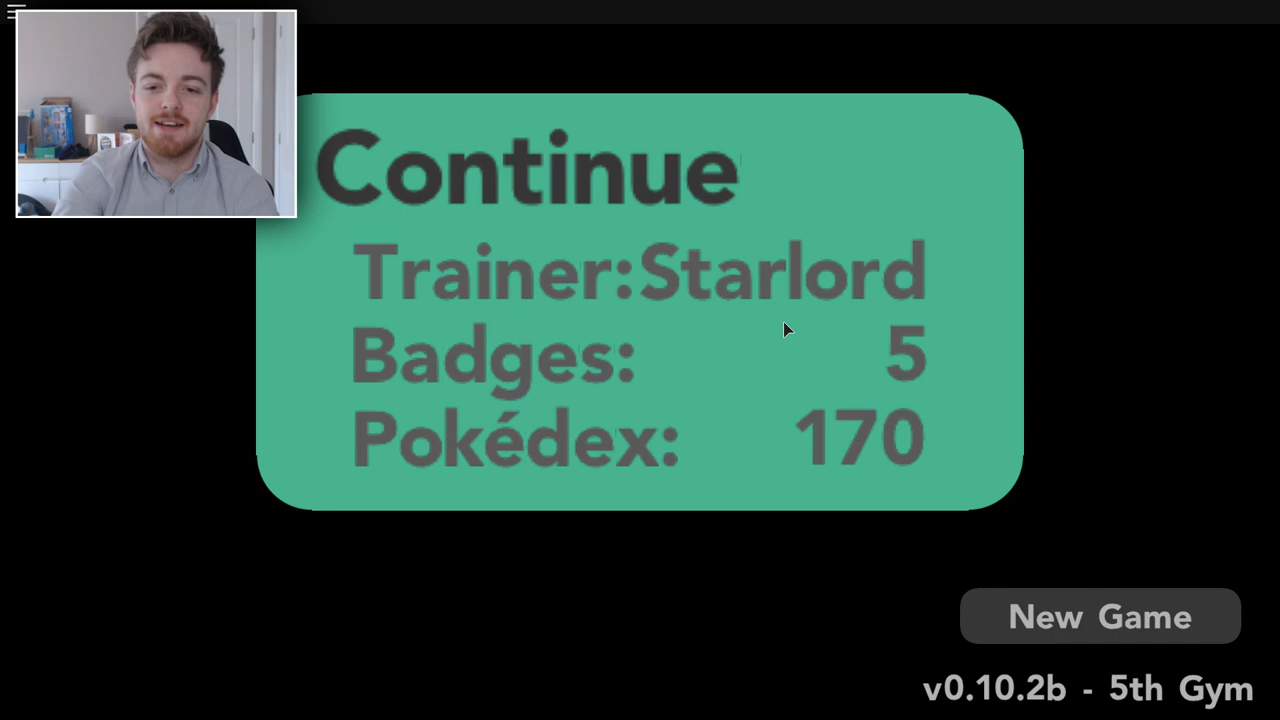 Continue
Trainer: Starlord
Badges: 5
Pokédex: 170
New Game
v0.10.2b - 5th Gym